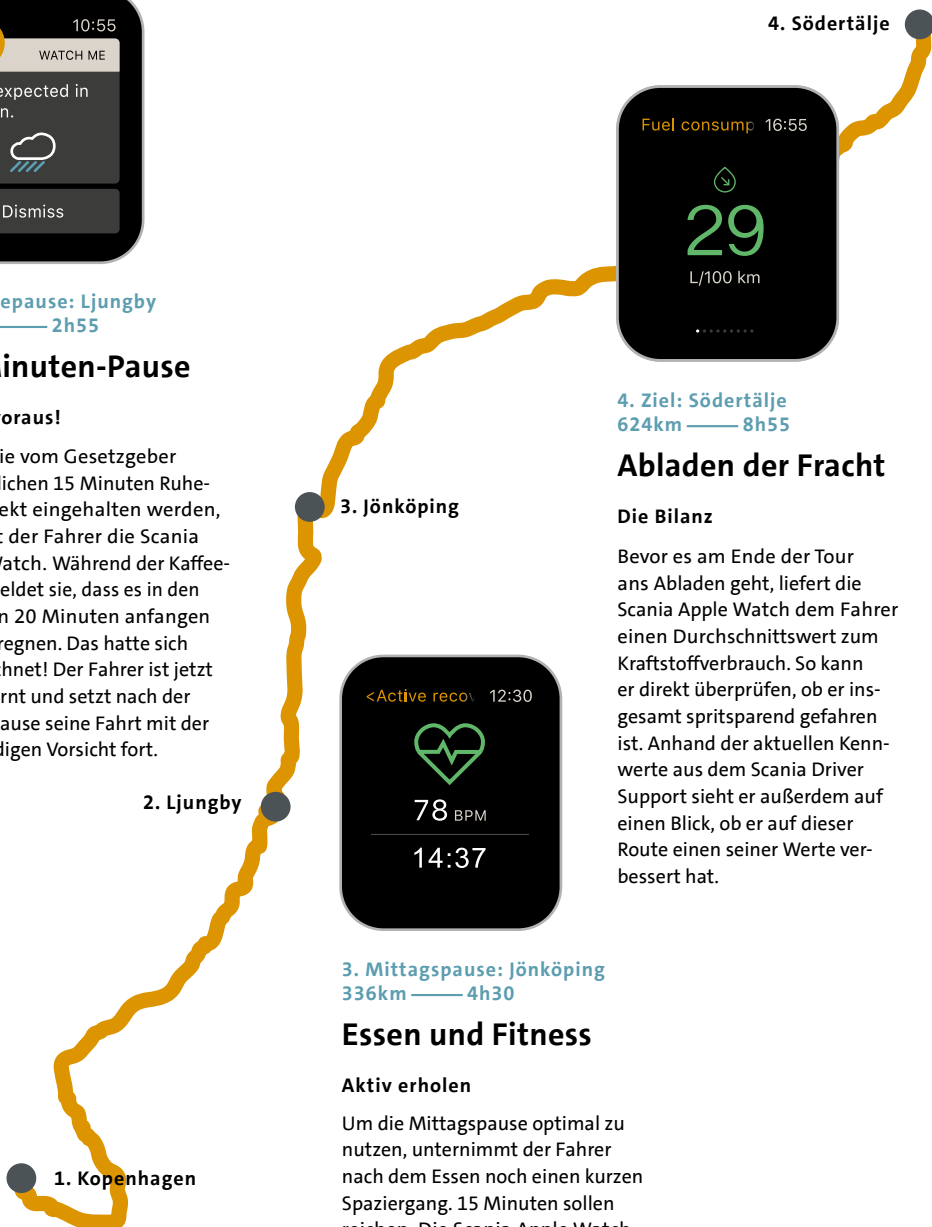 10:55
WATCH ME
expected in
n.
Dismiss
epause: Ljungby
2h55
inuten-Pause
voraus!
ie vom Gesetzgeber
lichen 15 Minuten Ruhe-
ekt eingehalten werden,
t der Fahrer die Scania
Watch. Während der Kaffee-
eldet sie, dass es in den
n 20 Minuten anfangen
regnen. Das hatte sich
chnet! Der Fahrer ist jetzt
rnt und setzt nach der
ause seine Fahrt mit der
digen Vorsicht fort.
2. Ljungby
1. Kopenhagen
3. Jönköping
<Active reco 12:30
78 BPM
14:37
3. Mittagspause: Jönköping
336km —— 4h30
Essen und Fitness
Aktiv erholen
Um die Mittagspause optimal zu
nutzen, unternimmt der Fahrer
nach dem Essen noch einen kurzen
Spaziergang. 15 Minuten sollen
reichen. Die Scania Apple Watch
4. Södertälje
Fuel consump 16:55
29
L/100 km
4. Ziel: Södertälje
624km —— 8h55
Abladen der Fracht
Die Bilanz
Bevor es am Ende der Tour
ans Abladen geht, liefert die
Scania Apple Watch dem Fahrer
einen Durchschnittswert zum
Kraftstoffverbrauch. So kann
er direkt überprüfen, ob er ins-
gesamt spritsparend gefahren
ist. Anhand der aktuellen Kenn-
werte aus dem Scania Driver
Support sieht er außerdem auf
einen Blick, ob er auf dieser
Route einen seiner Werte ver-
bessert hat.